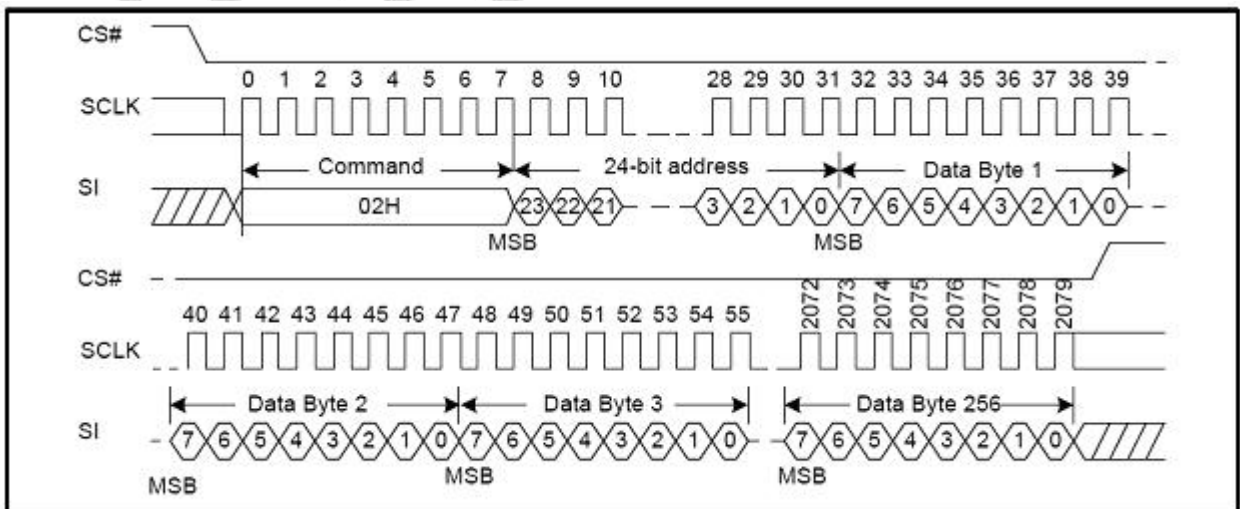 CS#
0 1 2 3 4 5 6 7 8 9 10 28 29 30 31 32 33 34 35 36 37 38 39
SCLK
Command 24-bit address Data Byte 1
SI
02H 23 22 21 3 2 1 0 7 6 5 4 3 2 1 0
MSB MSB
CS#
40 41 42 43 44 45 46 47 48 49 50 51 52 53 54 55 2072 2073 2074 2075 2076 2077 2078 2079
SCLK
Data Byte 2 Data Byte 3 Data Byte 256
SI
7 6 5 4 3 2 1 0 7 6 5 4 3 2 1 0 7 6 5 4 3 2 1 0
MSB MSB MSB